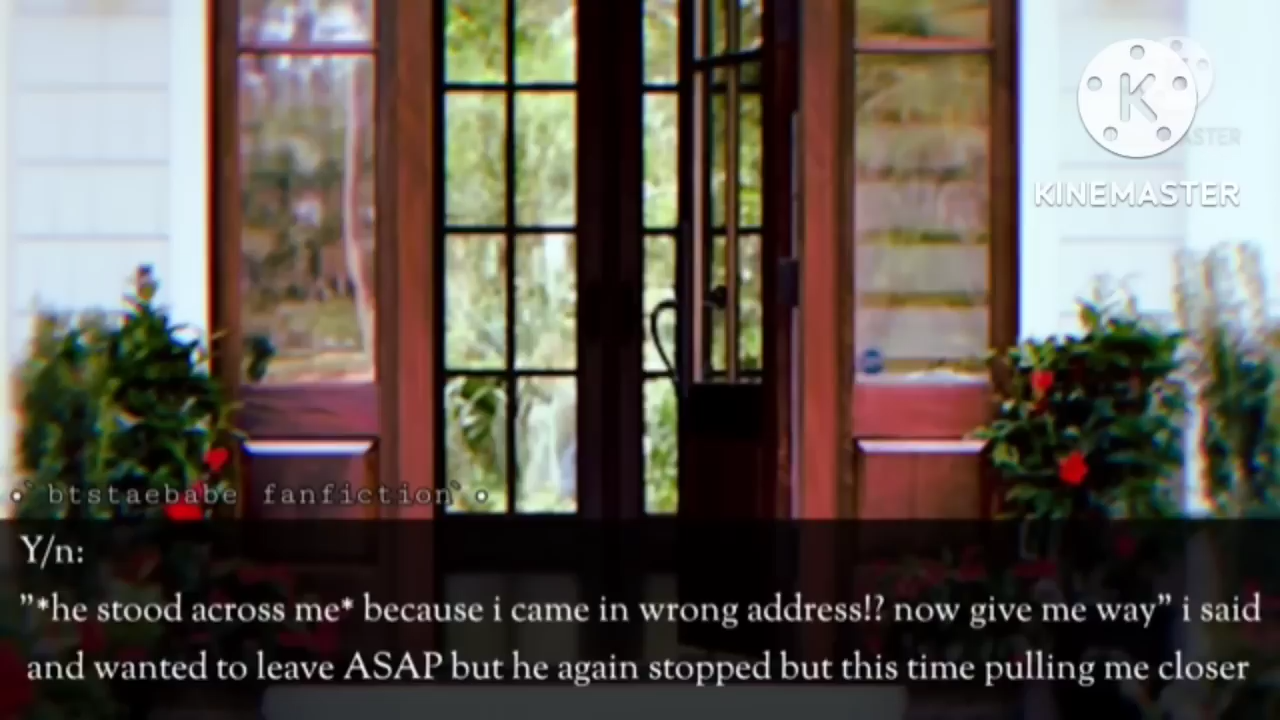 K
KINEMASTER
•` btstaebabe fanfiction` •
Y/n:
”*he stood across me* because i came in wrong address!? now give me way” i said
and wanted to leave ASAP but he again stopped but this time pulling me closer